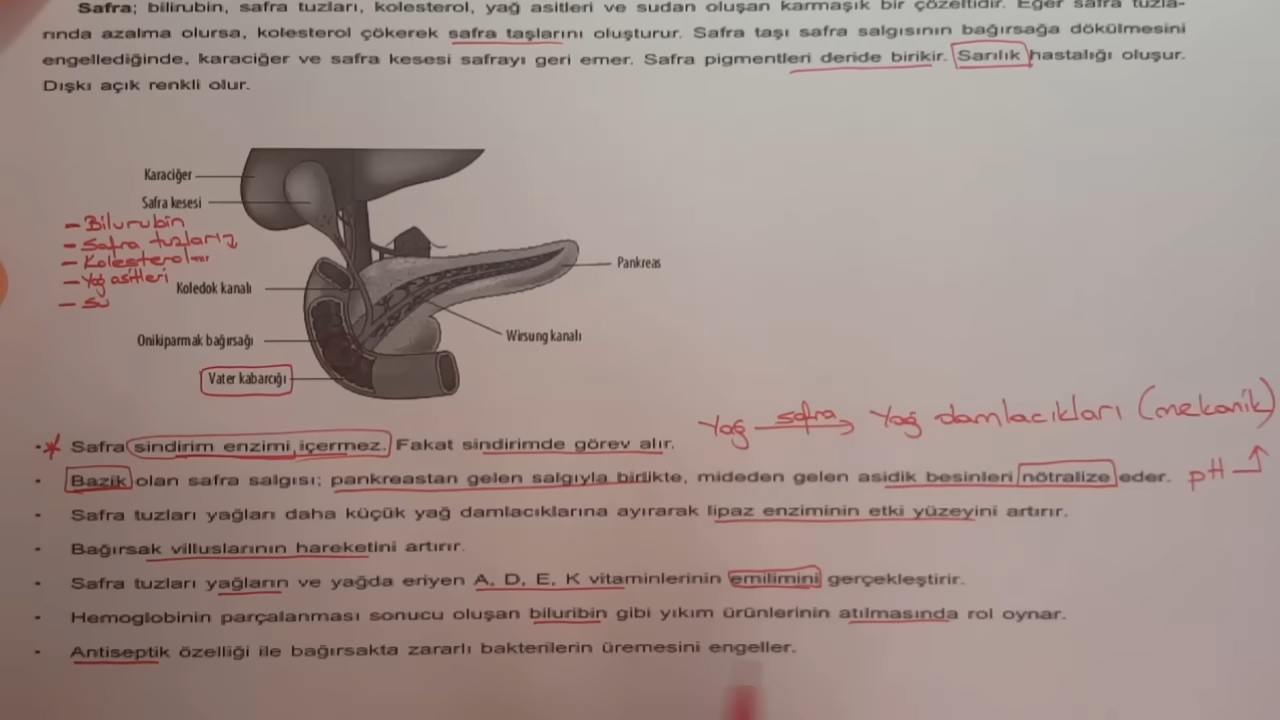 Safra; bilirubin, safra tuzları, kolesterol, yağ asitleri ve sudan oluşan karmaşık bir çözeltidir. Eğer safra tuzla-
rında azalma olursa, kolesterol çökerek safra taşlarını oluşturur. Safra taşı safra salgısının bağırsağa dökülmesini
engellediğinde, karaciğer ve safra kesesi safrayı geri emer. Safra pigmentleri deride birikir. Sarılık hastalığı oluşur.
Dışkı açık renkli olur.
Karaciğer
Safra kesesi
- Bilurubin
- Safra tuzları
- Kolesterol
- Yağ asitleri
- Su
Koledok kanalı
Pankreas
Onikiparmak bağırsağı
Wirsung kanalı
Vater kabarcığı
Yağ safra → Yağ damlacıkları (mekanik)
• * Safra sindirim enzimi içermez. Fakat sindirimde görev alır.
• Bazik olan safra salgısı; pankreastan gelen salgıyla birlikte, mideden gelen asidik besinleri nötralize eder. pH ↑
• Safra tuzları yağları daha küçük yağ damlacıklarına ayırarak lipaz enziminin etki yüzeyini artırır.
• Bağırsak villuslarının hareketini artırır.
• Safra tuzları yağların ve yağda eriyen A, D, E, K vitaminlerinin emilimini gerçekleştirir.
• Hemoglobinin parçalanması sonucu oluşan biluribin gibi yıkım ürünlerinin atılmasında rol oynar.
• Antiseptik özelliği ile bağırsakta zararlı bakterilerin üremesini engeller.